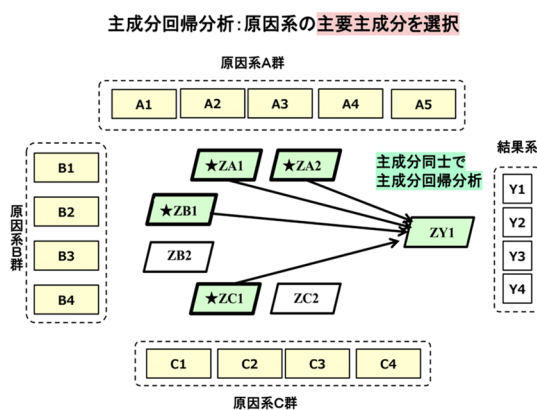 主成分回帰分析：原因系の主要主成分を選択
原因系A群
A1 A2 A3 A4 A5
結果系
B1
B2
B3
B4
原因系B群
★ZA1 ★ZA2
主成分同士で
主成分回帰分析
★ZB1
ZY1
ZB2
★ZC1 ZC2
Y1
Y2
Y3
Y4
C1 C2 C3 C4
原因系C群